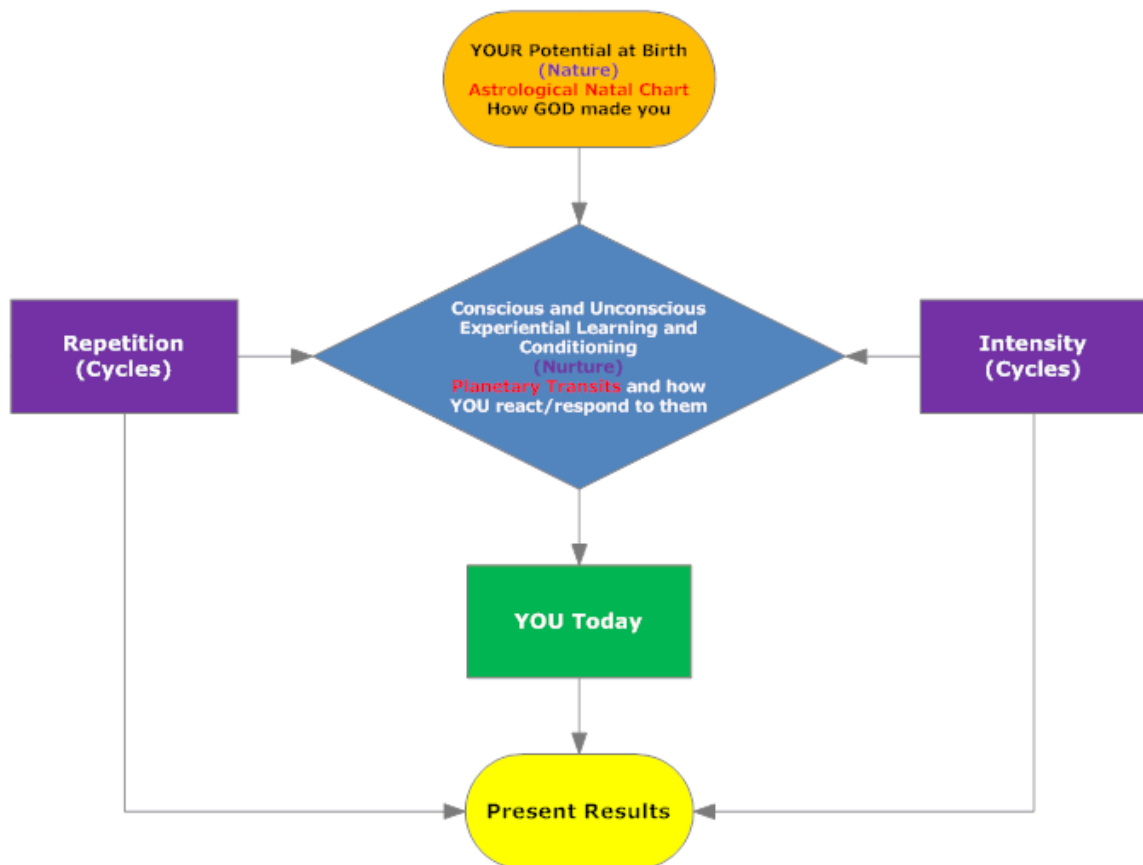 YOUR Potential at Birth
(Nature)
Astrological Natal Chart
How GOD made you
Repetition
(Cycles)
Conscious and Unconscious
Experiential Learning and
Conditioning
(Nurture)
Planetary Transits and how
YOU react/respond to them
Intensity
(Cycles)
YOU Today
Present Results